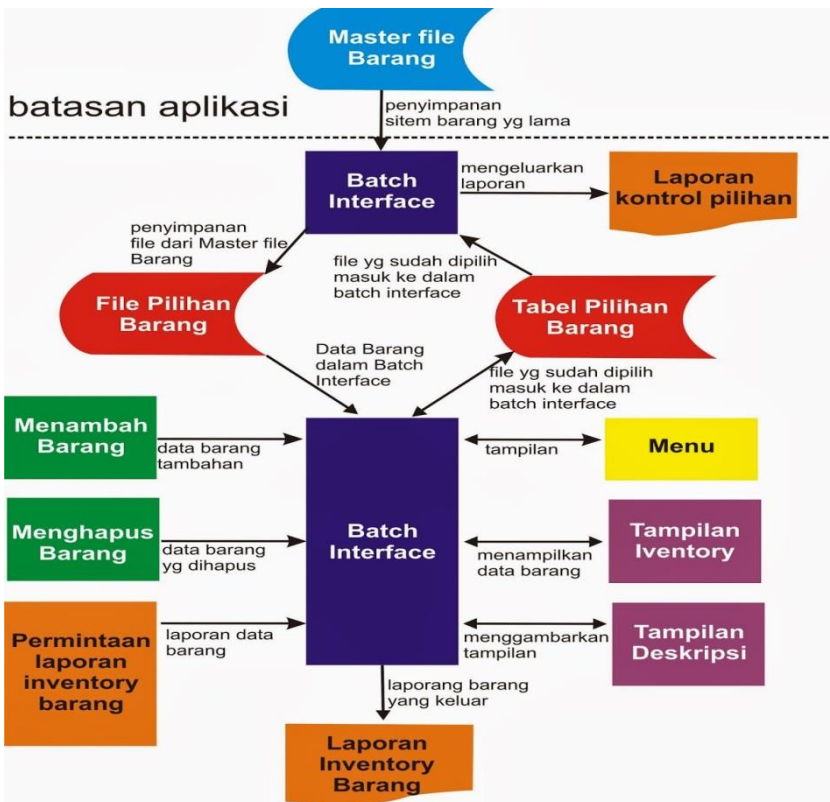 Master file
Barang
batasan aplikasi
penyimpanan
sitem barang yg lama
Batch
Interface
mengeluarkan
laporan
Laporan
kontrol pilihan
penyimpanan
file dari Master file
Barang
file yg sudah dipilih
masuk ke dalam
batch interface
File Pilihan
Barang
Tabel Pilihan
Barang
Data Barang
dalam Batch
Interface
file yg sudah dipilih
masuk ke dalam
batch interface
Menambah
Barang
data barang
tambahan
Batch
Interface
tampilan
Menu
Menghapus
Barang
data barang
yg dihapus
menampilkan
data barang
Tampilan
Iventory
Permintaan
laporan
inventory
barang
laporan data
barang
menggambarkan
tampilan
Tampilan
Deskripsi
laporang barang
yang keluar
Laporan
Inventory
Barang